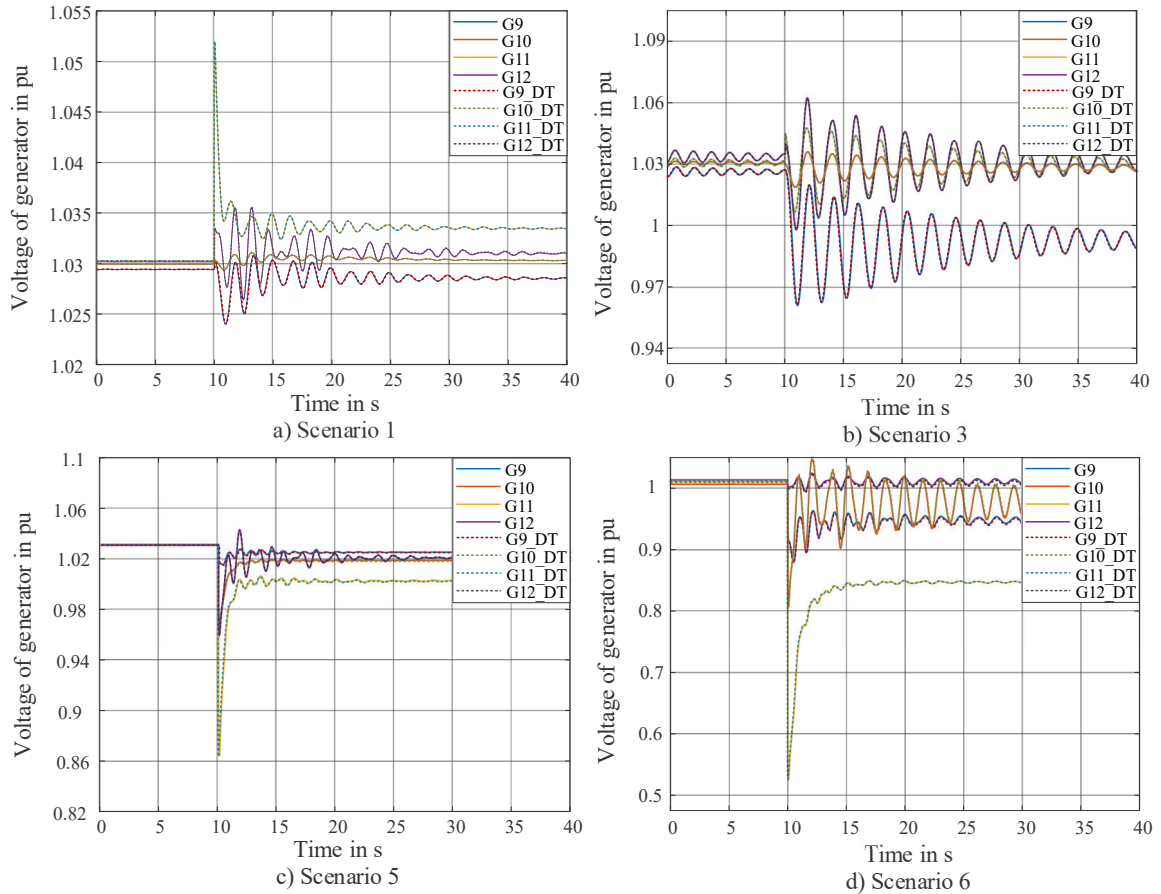 1.055
1.05
1.045
1.04
1.035
1.03
1.025
1.02
Voltage of generator in pu
G9
G10
G11
G12
G9_DT
G10_DT
G11_DT
G12_DT
0 5 10 15 20 25 30 35 40
Time in s
a) Scenario 1
1.09
1.06
1.03
1
0.97
0.94
Voltage of generator in pu
G9
G10
G11
G12
G9_DT
G10_DT
G11_DT
G12_DT
0 5 10 15 20 25 30 35 40
Time in s
b) Scenario 3
1.1
1.06
1.02
0.98
0.94
0.9
0.86
0.82
Voltage of generator in pu
G9
G10
G11
G12
G9_DT
G10_DT
G11_DT
G12_DT
0 5 10 15 20 25 30 35 40
Time in s
c) Scenario 5
1
0.9
0.8
0.7
0.6
0.5
Voltage of generator in pu
G9
G10
G11
G12
G9_DT
G10_DT
G11_DT
G12_DT
0 5 10 15 20 25 30 35 40
Time in s
d) Scenario 6